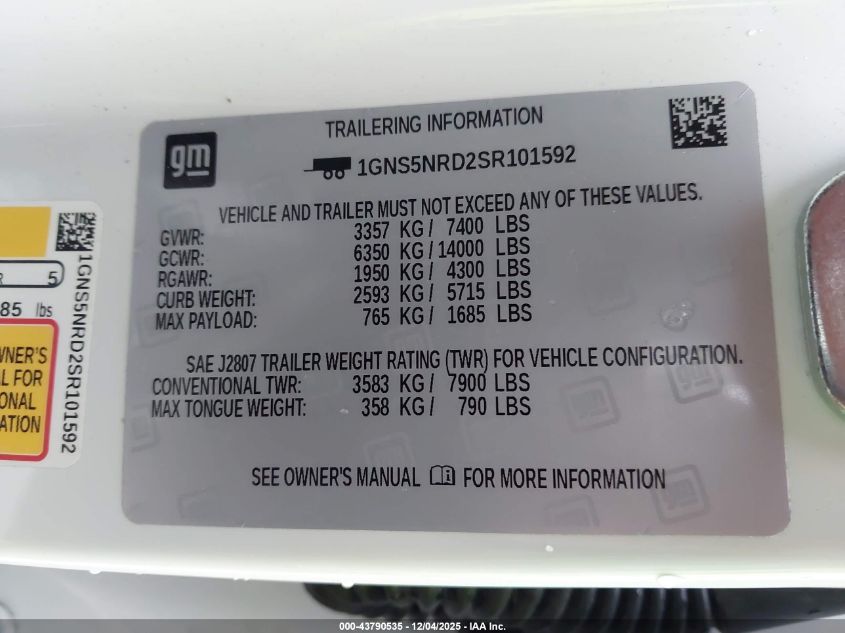 gm
TRAILERING INFORMATION
1GNS5NRD2SR101592
VEHICLE AND TRAILER MUST NOT EXCEED ANY OF THESE VALUES.
GVWR: 3357 KG / 7400 LBS
GCWR: 6350 KG / 14000 LBS
RGAWR: 1950 KG / 4300 LBS
CURB WEIGHT: 2593 KG / 5715 LBS
MAX PAYLOAD: 765 KG / 1685 LBS
SAE J2807 TRAILER WEIGHT RATING (TWR) FOR VEHICLE CONFIGURATION.
CONVENTIONAL TWR: 3583 KG / 7900 LBS
MAX TONGUE WEIGHT: 358 KG / 790 LBS
SEE OWNER'S MANUAL FOR MORE INFORMATION
R 5
85 lbs
WNER'S
AL FOR
ONAL
ATION
1GNS5NRD2SR101592
000-43790535 - 12/04/2025 - IAA Inc.